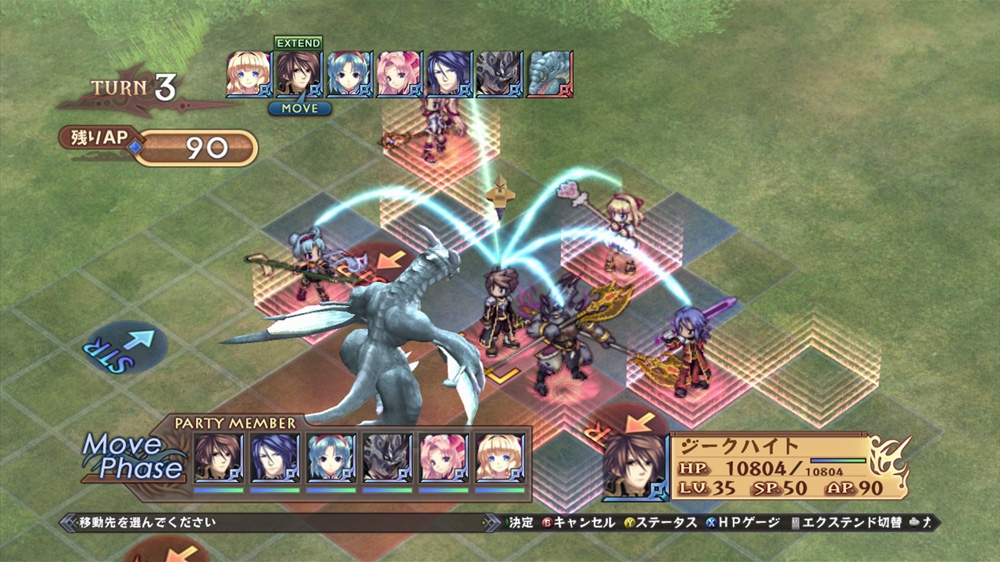 EXTEND
TURN 3
MOVE
残りAP 90
STR
PARTY MEMBER
Move Phase
ジークハイト
HP 10804/10804
LV 35 SP 50 AP 90
移動先を選んでください
決定 B キャンセル Y ステータス X HPゲージ エクステンド切替